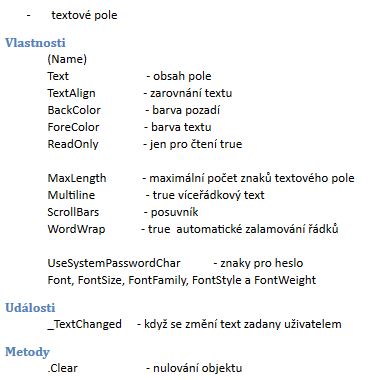 - textové pole
Vlastnosti
(Name)
Text - obsah pole
TextAlign - zarovnání textu
BackColor - barva pozadí
ForeColor - barva textu
ReadOnly - jen pro čtení true
MaxLength - maximální počet znaků textového pole
Multiline - true víceřádkový text
ScrollBars - posuvník
WordWrap - true automatické zalamování řádků
UseSystemPasswordChar - znaky pro heslo
Font, FontSize, FontFamily, FontStyle a FontWeight
Události
_TextChanged - když se změní text zadany uživatelem
Metody
.Clear - nulování objektu